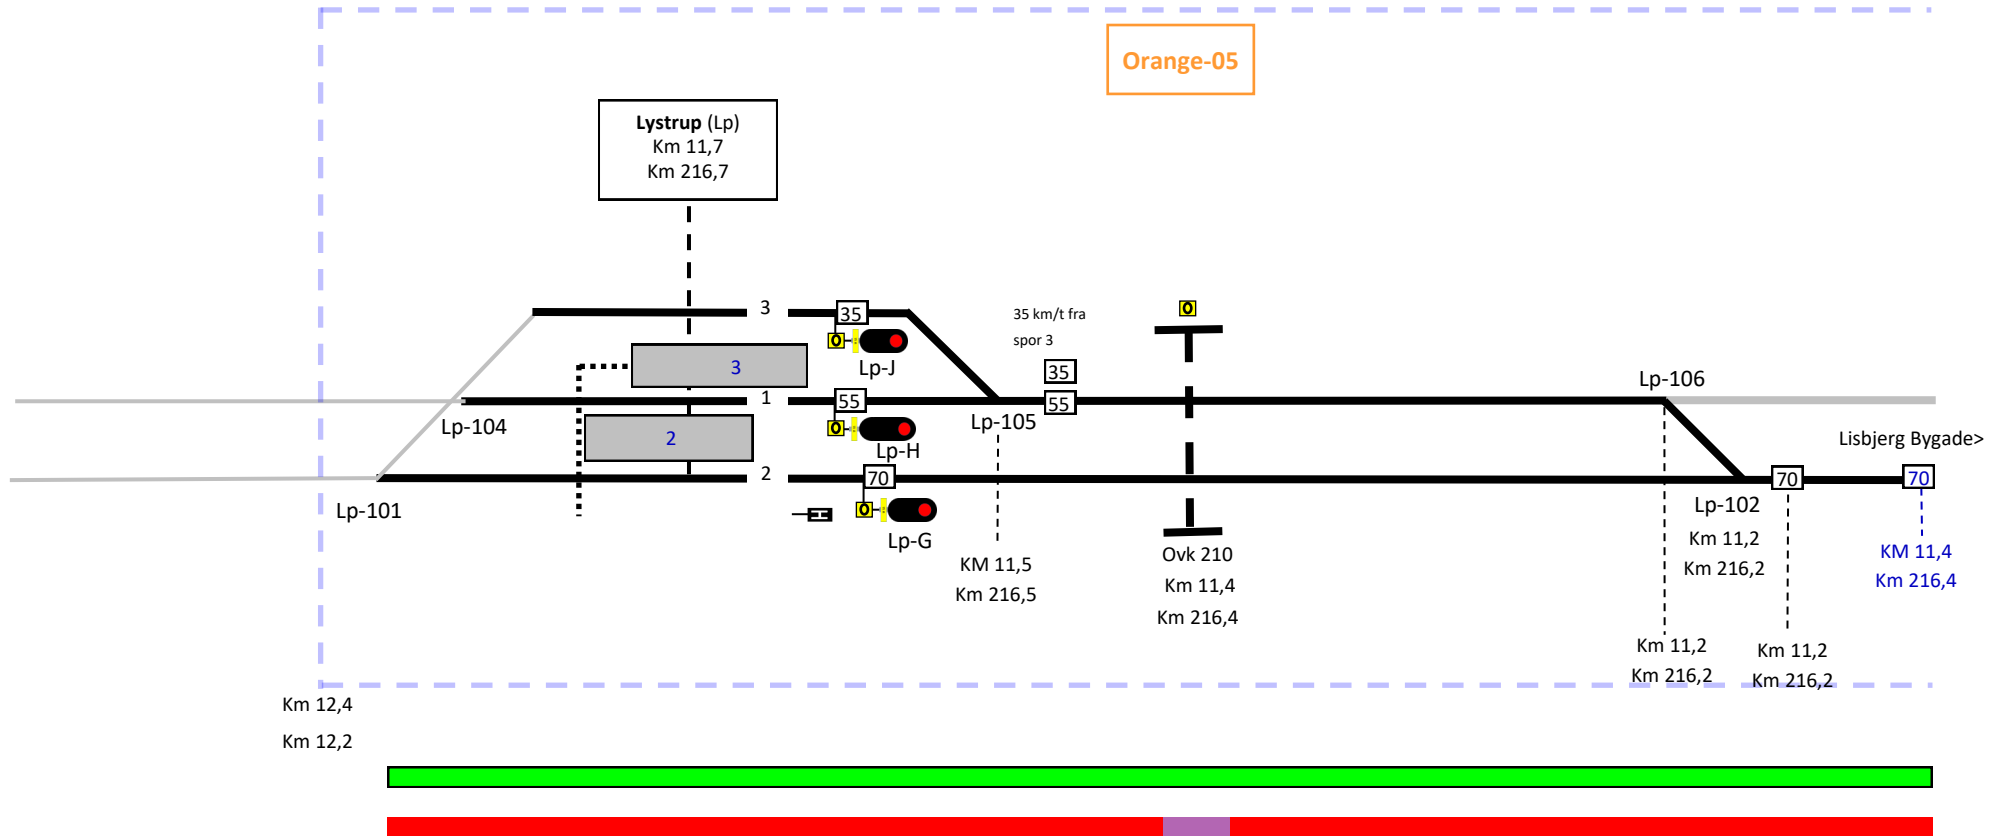 Orange-05
Lystrup (Lp)
Km 11,7
Km 216,7
3
35
0
Lp-J
35 km/t fra
spor 3
0
35
3
1
55
55
Lp-106
Lp-104
0
Lp-H
Lp-105
2
Lisbjerg Bygade>
2
70
70
70
Lp-101
0
Lp-G
Lp-102
KM 11,5
Km 216,5
Ovk 210
Km 11,4
Km 216,4
Km 11,2
Km 216,2
KM 11,4
Km 216,4
Km 11,2
Km 216,2
Km 11,2
Km 216,2
Km 12,4
Km 12,2